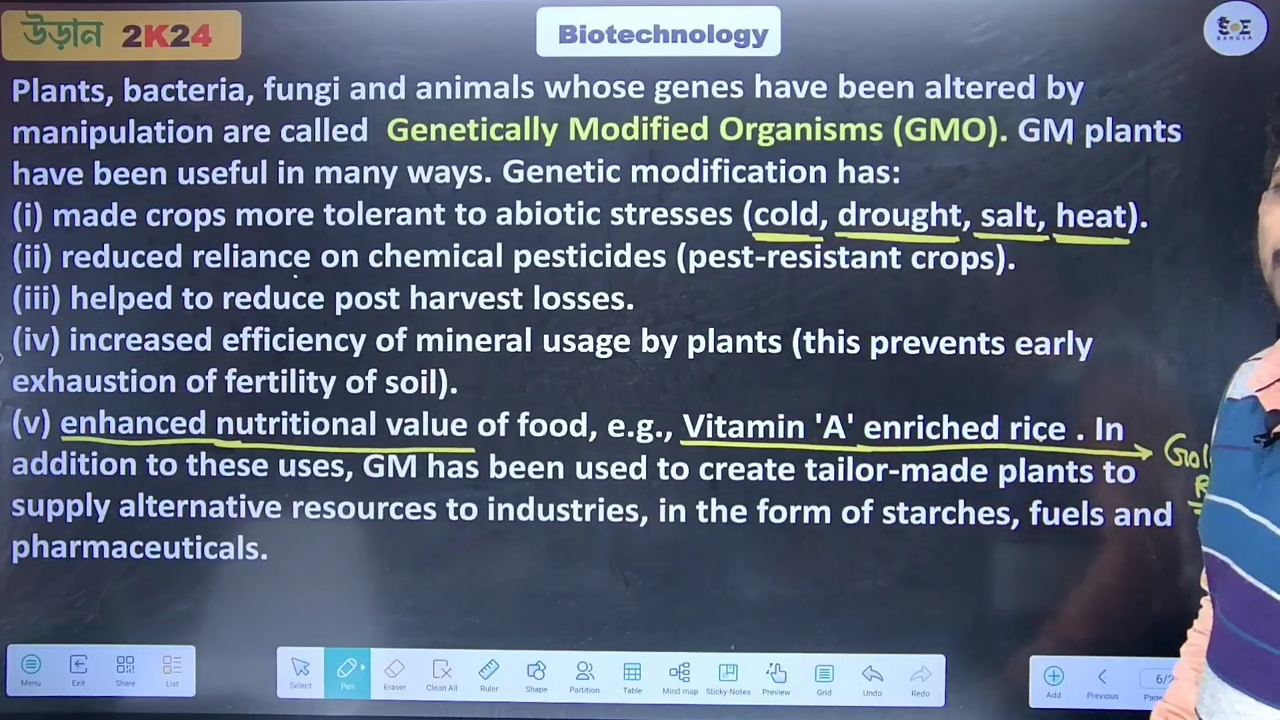 উড়ান 2K24
Biotechnology
SOE
BANGLA
Plants, bacteria, fungi and animals whose genes have been altered by
manipulation are called Genetically Modified Organisms (GMO). GM plants
have been useful in many ways. Genetic modification has:
(i) made crops more tolerant to abiotic stresses (cold, drought, salt, heat).
(ii) reduced reliance on chemical pesticides (pest-resistant crops).
(iii) helped to reduce post harvest losses.
(iv) increased efficiency of mineral usage by plants (this prevents early
exhaustion of fertility of soil).
(v) enhanced nutritional value of food, e.g., Vitamin 'A' enriched rice . In
addition to these uses, GM has been used to create tailor-made plants to
supply alternative resources to industries, in the form of starches, fuels and
pharmaceuticals.
Menu Exit Share List
Select Pen Eraser Clean All Ruler Shape Partition Table Mind map Sticky-Notes Preview Grid Undo Redo
Add Previous